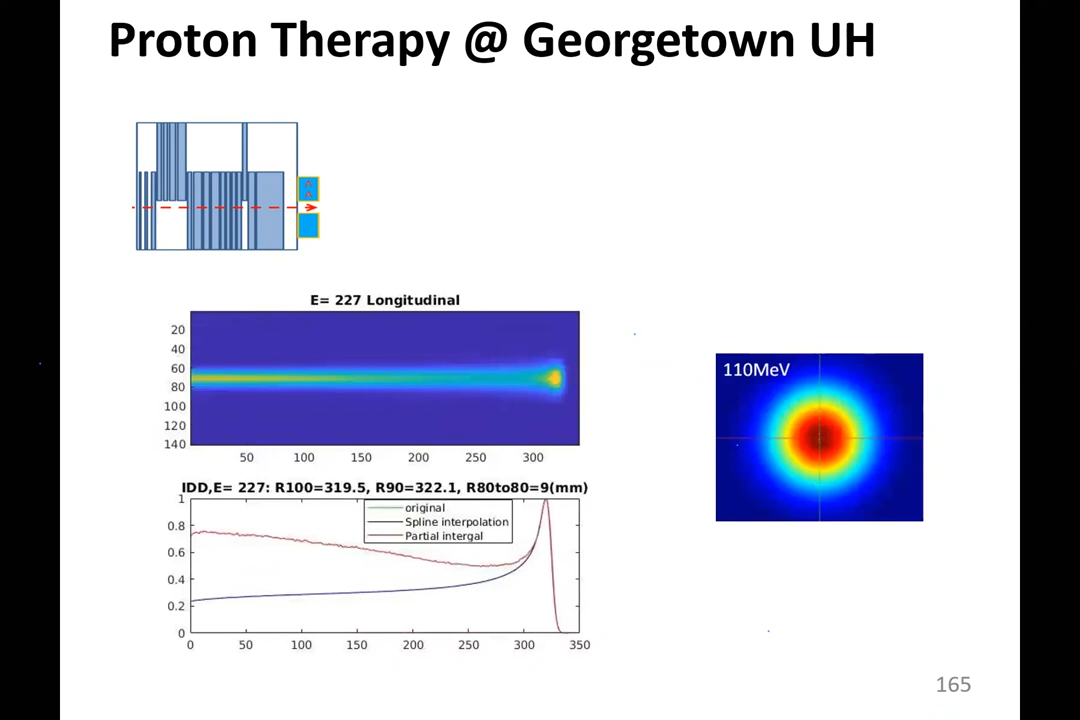 Proton Therapy @ Georgetown UH
E= 227 Longitudinal
20
40
60
80
100
120
140
50 100 150 200 250 300
110MeV
IDD,E= 227: R100=319.5, R90=322.1, R80to80=9(mm)
1
0.8
0.6
0.4
0.2
0
original
Spline interpolation
Partial intergal
0 50 100 150 200 250 300 350
165